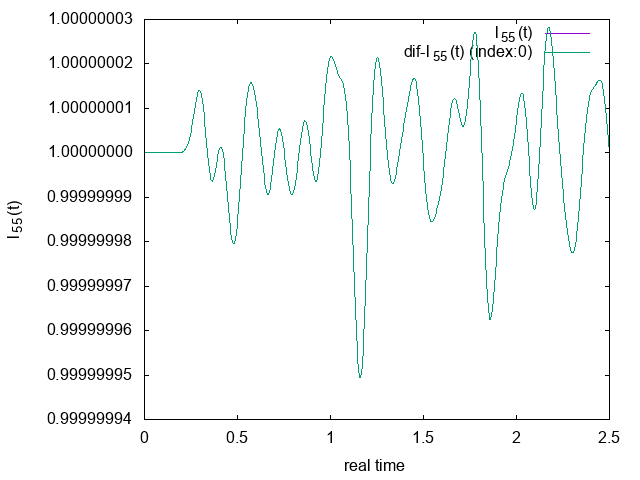 1.00000003
1.00000002
1.00000001
1.00000000
0.99999999
0.99999998
0.99999997
0.99999996
0.99999995
0.99999994
I55(t)
I55(t)
dif-I55(t) (index:0)
0 0.5 1 1.5 2 2.5
real time